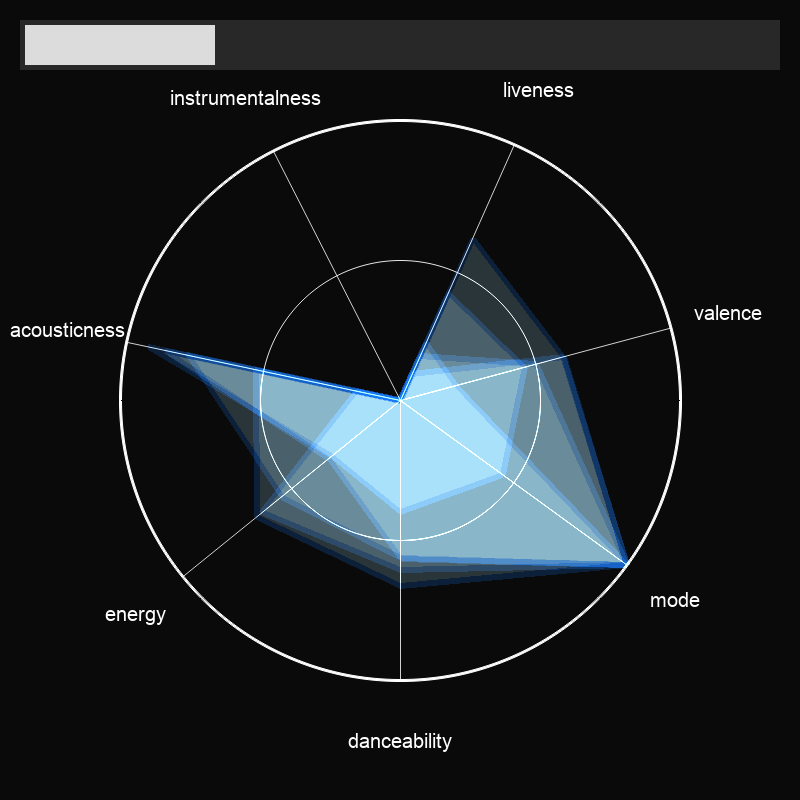 instrumentalness
liveness
valence
acousticness
mode
energy
danceability